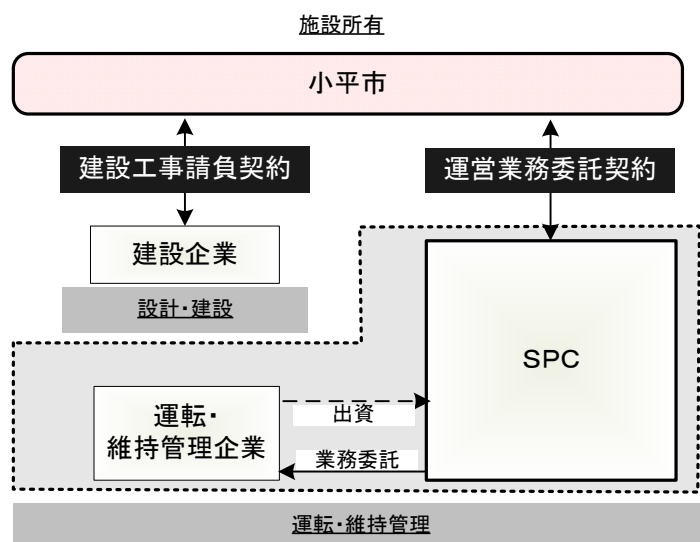 施設所有
小平市
建設工事請負契約
運営業務委託契約
建設企業
設計・建設
SPC
運転・
維持管理企業
出資
業務委託
運転・維持管理